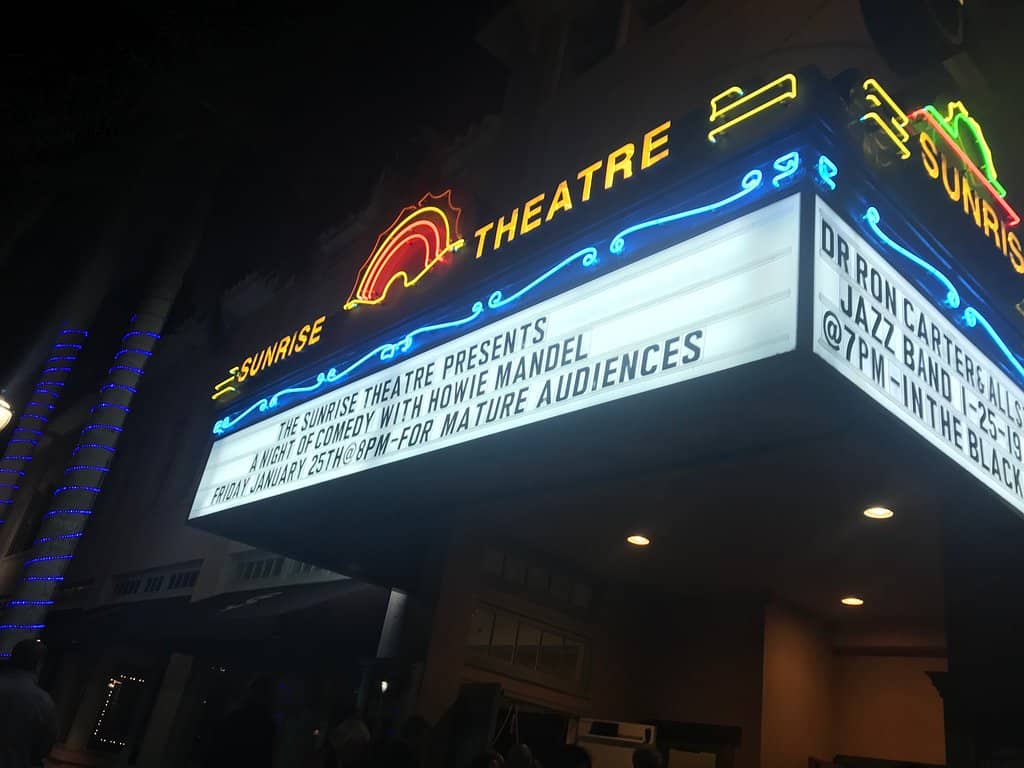 SUNRISE THEATRE
THE SUNRISE THEATRE PRESENTS
A NIGHT OF COMEDY WITH HOWIE MANDEL
FRIDAY JANUARY 25TH@8PM-FOR MATURE AUDIENCES
SUNRIS
DR RON CARTER & ALLS
JAZZ BAND 1-25-19
@7PM-IN THE BLACK